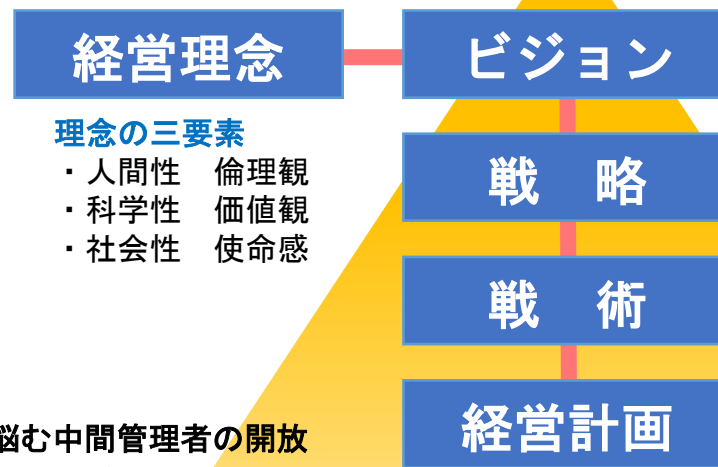 経営理念
ビジョン
理念の三要素
・人間性　倫理観
・科学性　価値観
・社会性　使命感
戦　略
戦　術
経営計画
悩む中間管理者の開放